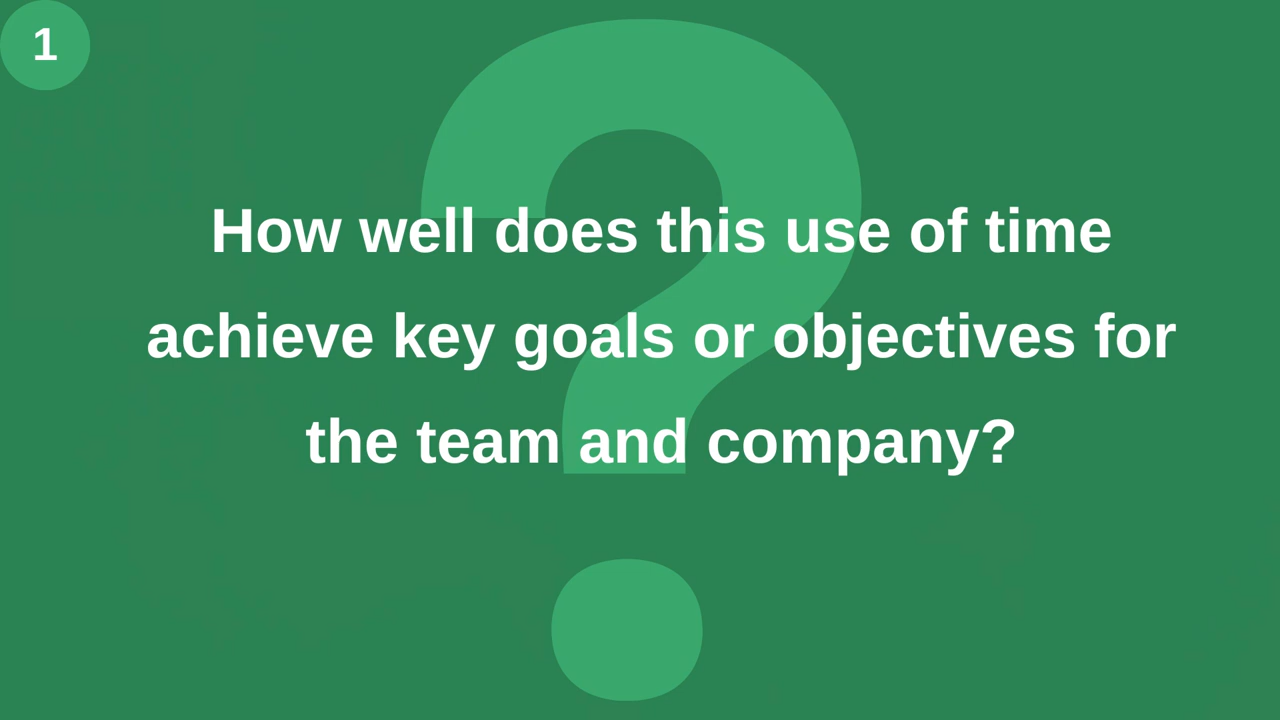 1
How well does this use of time
achieve key goals or objectives for
the team and company?